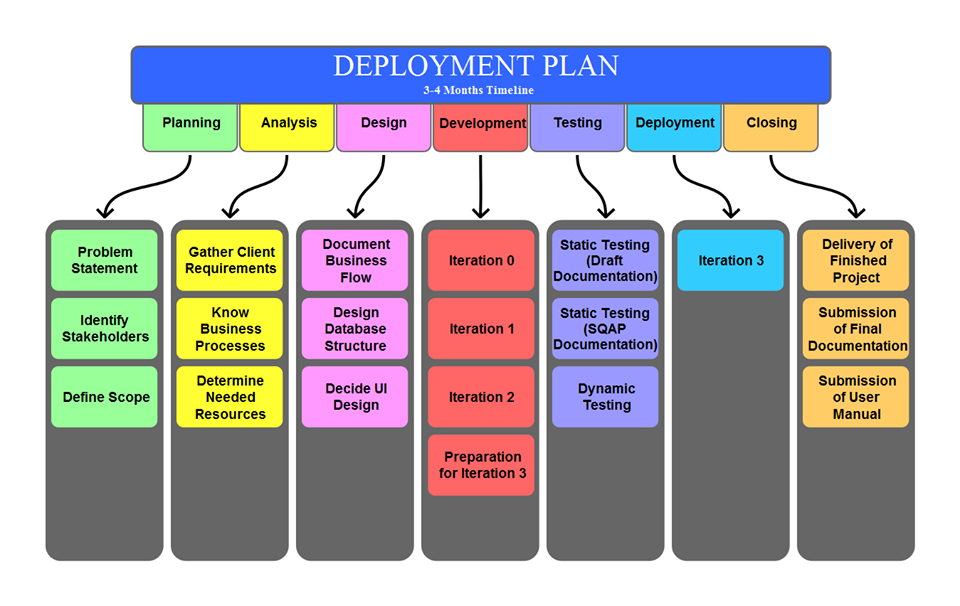 DEPLOYMENT PLAN
3-4 Months Timeline
Planning
Analysis
Design
Development
Testing
Deployment
Closing
Problem
Statement
Identify
Stakeholders
Define Scope
Gather Client
Requirements
Know
Business
Processes
Determine
Needed
Resources
Document
Business
Flow
Design
Database
Structure
Decide UI
Design
Iteration 0
Iteration 1
Iteration 2
Preparation
for Iteration 3
Static Testing
(Draft
Documentation)
Static Testing
(SQAP
Documentation)
Dynamic
Testing
Iteration 3
Delivery of
Finished
Project
Submission
of Final
Documentation
Submission
of User
Manual